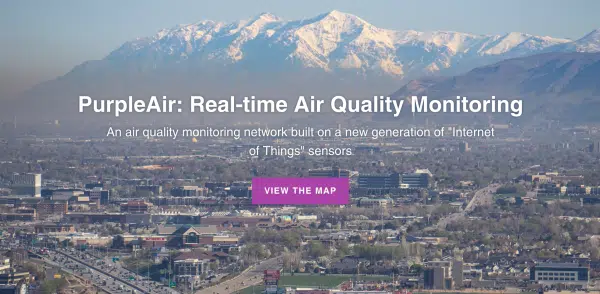 PurpleAir: Real-time Air Quality Monitoring
An air quality monitoring network built on a new generation of "Internet
of Things" sensors
VIEW THE MAP